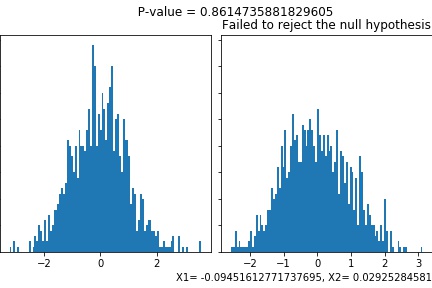 P-value = 0.8614735881829605
Failed to reject the null hypothesis
−2 0 2
−2 −1 0 1 2 3
X1= -0.09451612771737695, X2= 0.02925284581